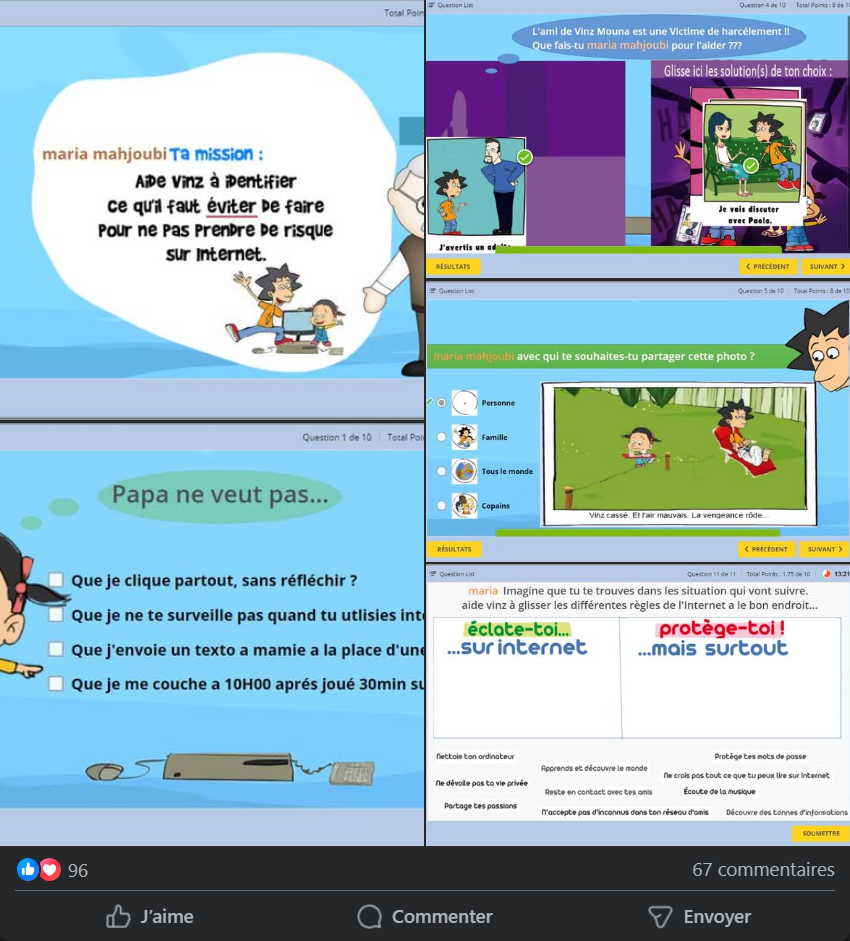 Total Poin
maria mahjoubi Ta mission :
Aide Vinz à identifier
Ce qu'il faut éviter de faire
Pour ne pas prendre de risque
sur Internet.
Question 1 de 10 Total Poi
Papa ne veut pas...
Que je clique partout, sans réfléchir ?
Que je ne te surveille pas quand tu utlisies inte
Que j'envoie un texto a mamie a la place d'une
Que je me couche a 10H00 aprés joué 30min su
Question List Question 4 de 10 Total Points : 8 de 1
L'ami de Vinz Mouna est une Victime de harcélement !!
Que fais-tu maria mahjoubi pour l'aider ???
Glisse ici les solution(s) de ton choix :
Je vais discuter
avec Paola.
J'avertis un adulte
RÉSULTATS PRÉCÉDENT SUIVANT
Question List Question 5 de 10 Total Points : 8 de 10
maria mahjoubi avec qui te souhaites-tu partager cette photo ?
Personne
Famille
Tous le monde
Copains
Vinz cassé. Et l'air mauvais. La vengeance rôde...
RÉSULTATS PRÉCÉDENT SUIVANT
Question List Question 11 de 11 Total Points : 1.75 de 10 13:21
maria Imagine que tu te trouves dans les situation qui vont suivre.
aide vinz à glisser les différentes règles de l'Internet a le bon endroit...
éclate-toi... protège-toi !
...sur internet ...mais surtout
Nettoie ton ordinateur Protège tes mots de passe
Apprends et découvre le monde
Ne crois pas tout ce que tu peux lire sur Internet
Ne dévoile pas ta vie privée
Reste en contact avec tes amis Écoute de la musique
Partage tes passions
N'accepte pas d'inconnus dans ton réseau d'amis Découvre des tonnes d'informations
SOUMETTRE
96 67 commentaires
J'aime Commenter Envoyer